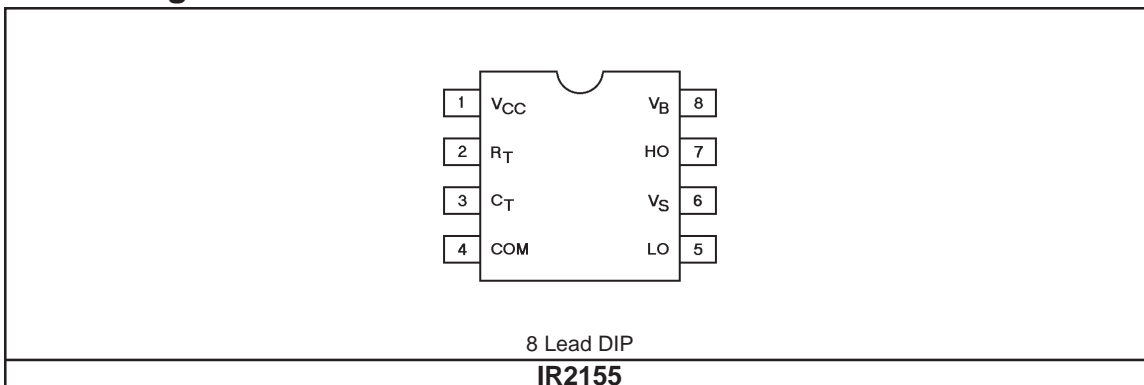 1 VCC VB 8
2 RT HO 7
3 CT VS 6
4 COM LO 5
8 Lead DIP
IR2155